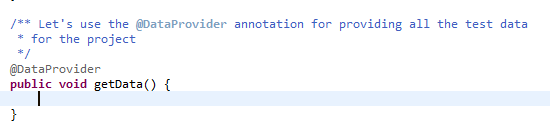 /** Let's use the @DataProvider annotation for providing all the test data
* for the project
*/
@DataProvider
public void getData() {
}